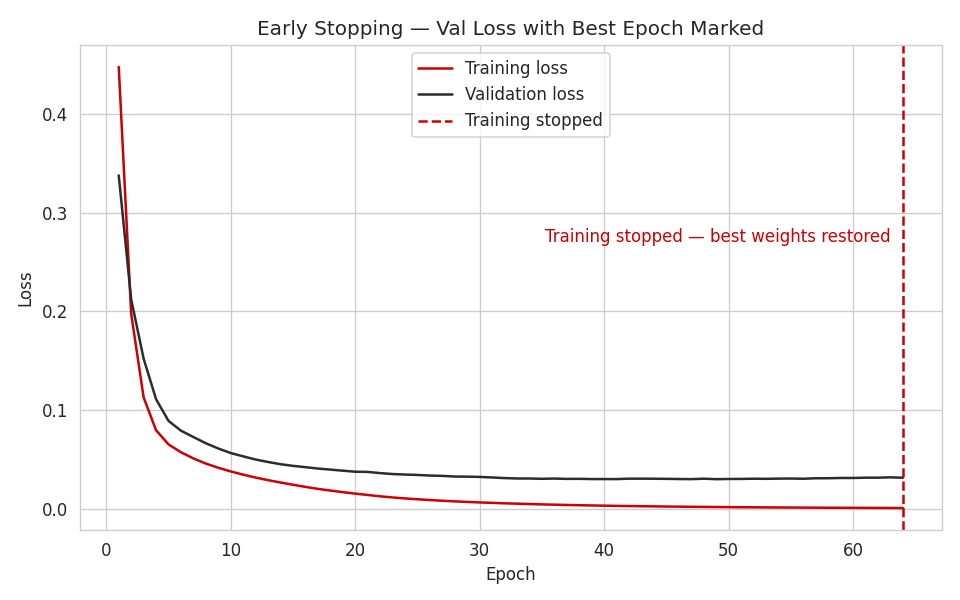 Early Stopping — Val Loss with Best Epoch Marked
Training loss
Validation loss
Training stopped
Training stopped — best weights restored
Loss
0.4
0.3
0.2
0.1
0.0
0 10 20 30 40 50 60
Epoch